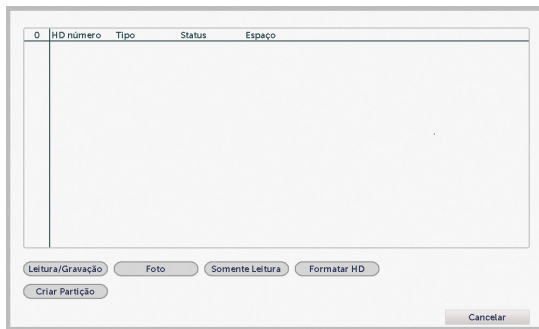 0 HD número Tipo Status Espaço
Leitura/Gravação Foto Somente Leitura Formatar HD
Criar Partição
Cancelar